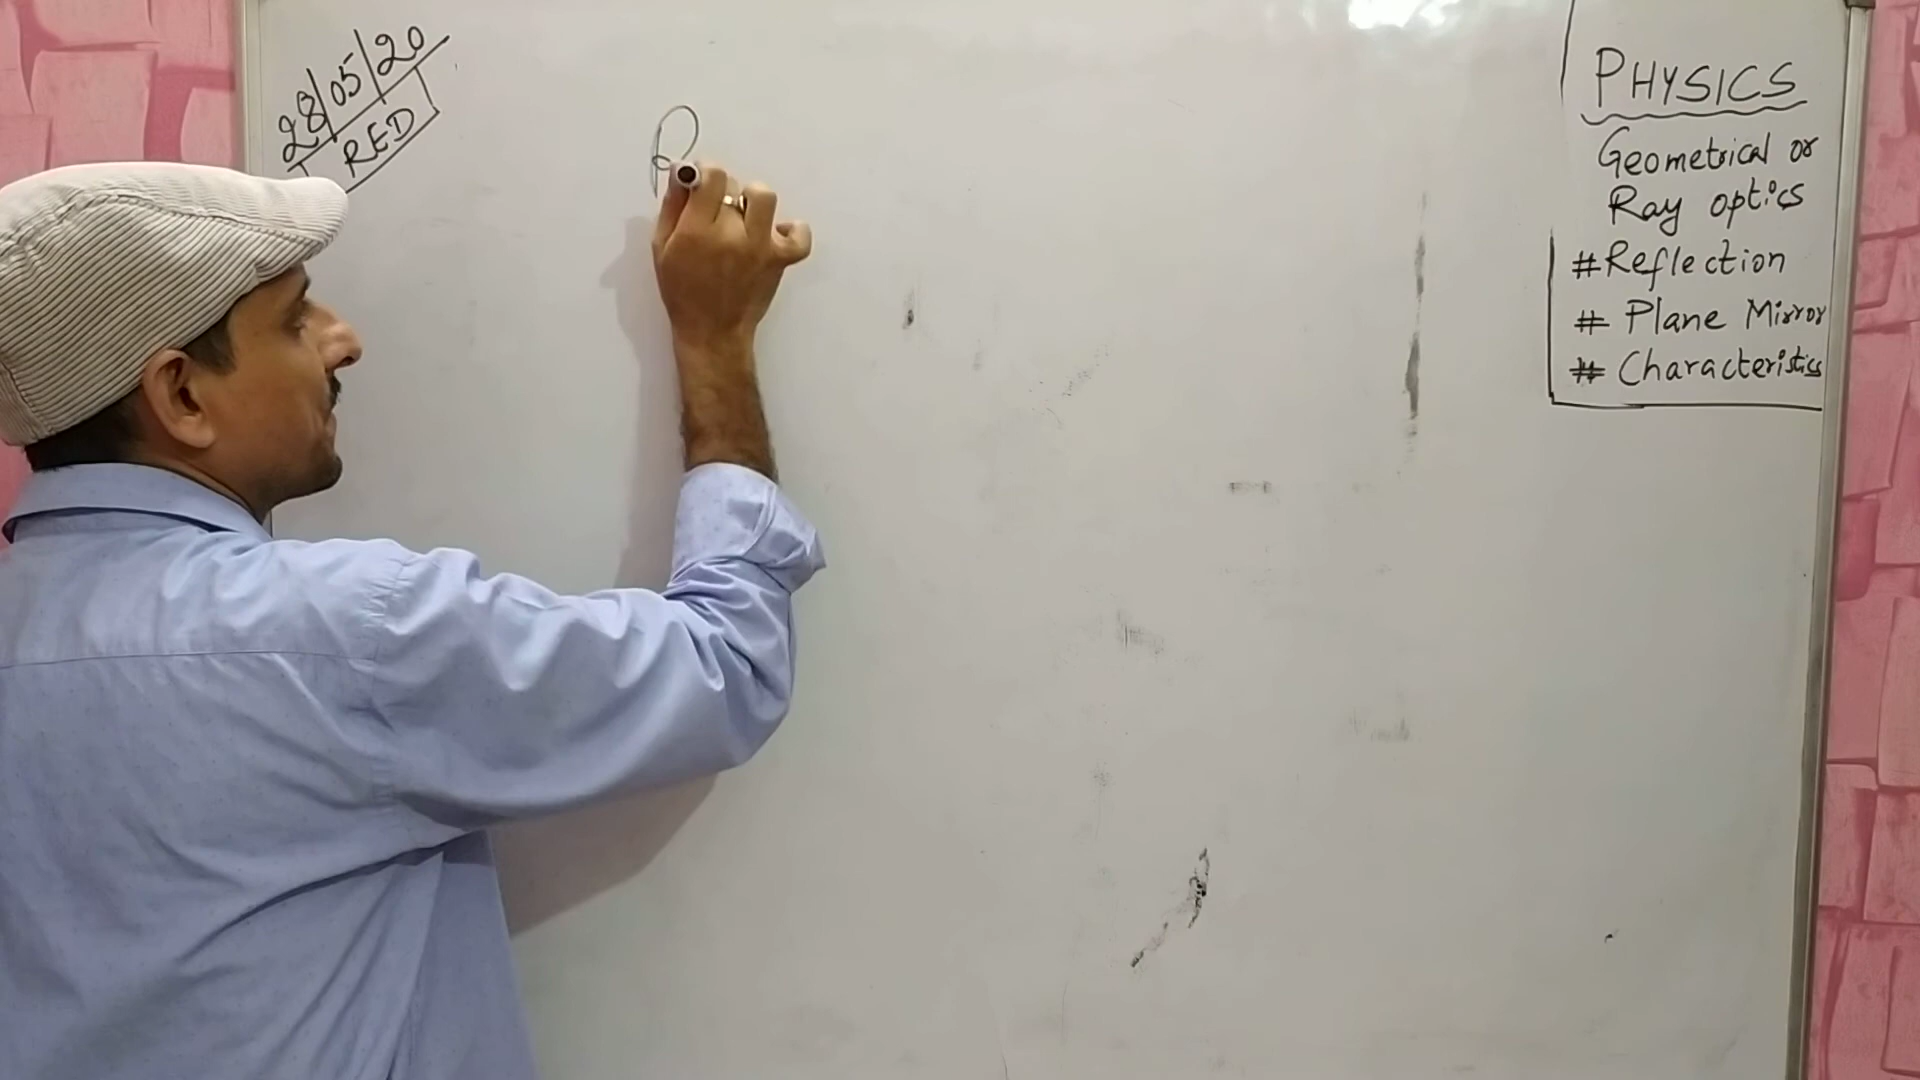 28/05/20
RED
R
PHYSICS
Geometrical or
Ray optics
# Reflection
# Plane Mirror
# Characteristics